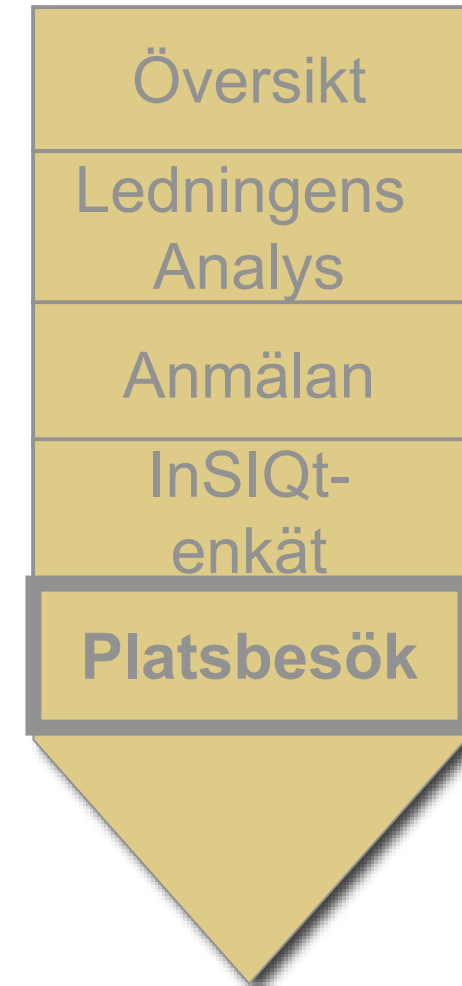 Översikt
Ledningens
Analys
Anmälan
InSIQt-
enkät
Platsbesök